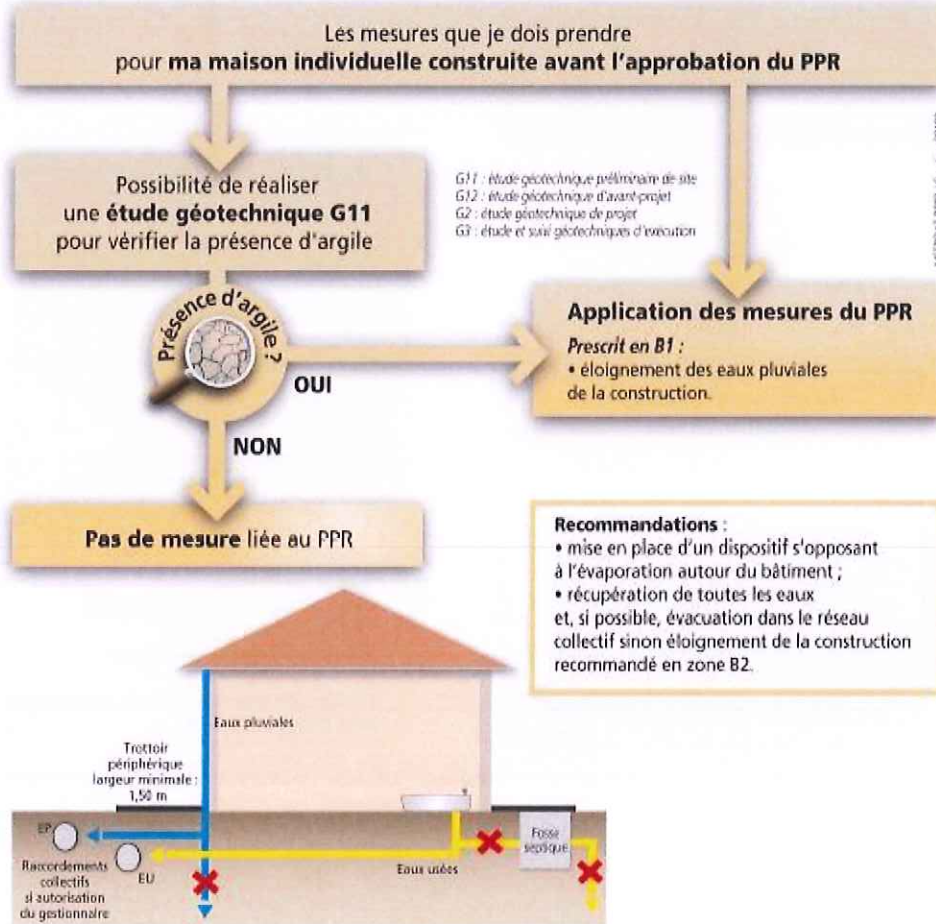 Les mesures que je dois prendre
pour ma maison individuelle construite avant l'approbation du PPR
Possibilité de réaliser
une étude géotechnique G11
pour vérifier la présence d'argile
G11 : étude géotechnique préliminaire de site
G12 : étude géotechnique d'avant-projet
G2 : étude géotechnique de projet
G3 : étude et suivi géotechniques d'exécution
Présence d'argile ?
OUI
NON
Application des mesures du PPR
Prescrit en B1 :
• éloignement des eaux pluviales
de la construction.
Pas de mesure liée au PPR
Recommandations :
• mise en place d'un dispositif s'opposant
à l'évaporation autour du bâtiment ;
• récupération de toutes les eaux
et, si possible, évacuation dans le réseau
collectif sinon éloignement de la construction
recommandé en zone B2.
Eaux pluviales
Trottoir
périphérique
largeur minimale :
1,50 m
EP
EU
Raccordements
collectifs
si autorisation
du gestionnaire
Eaux usées
Fosse
septique